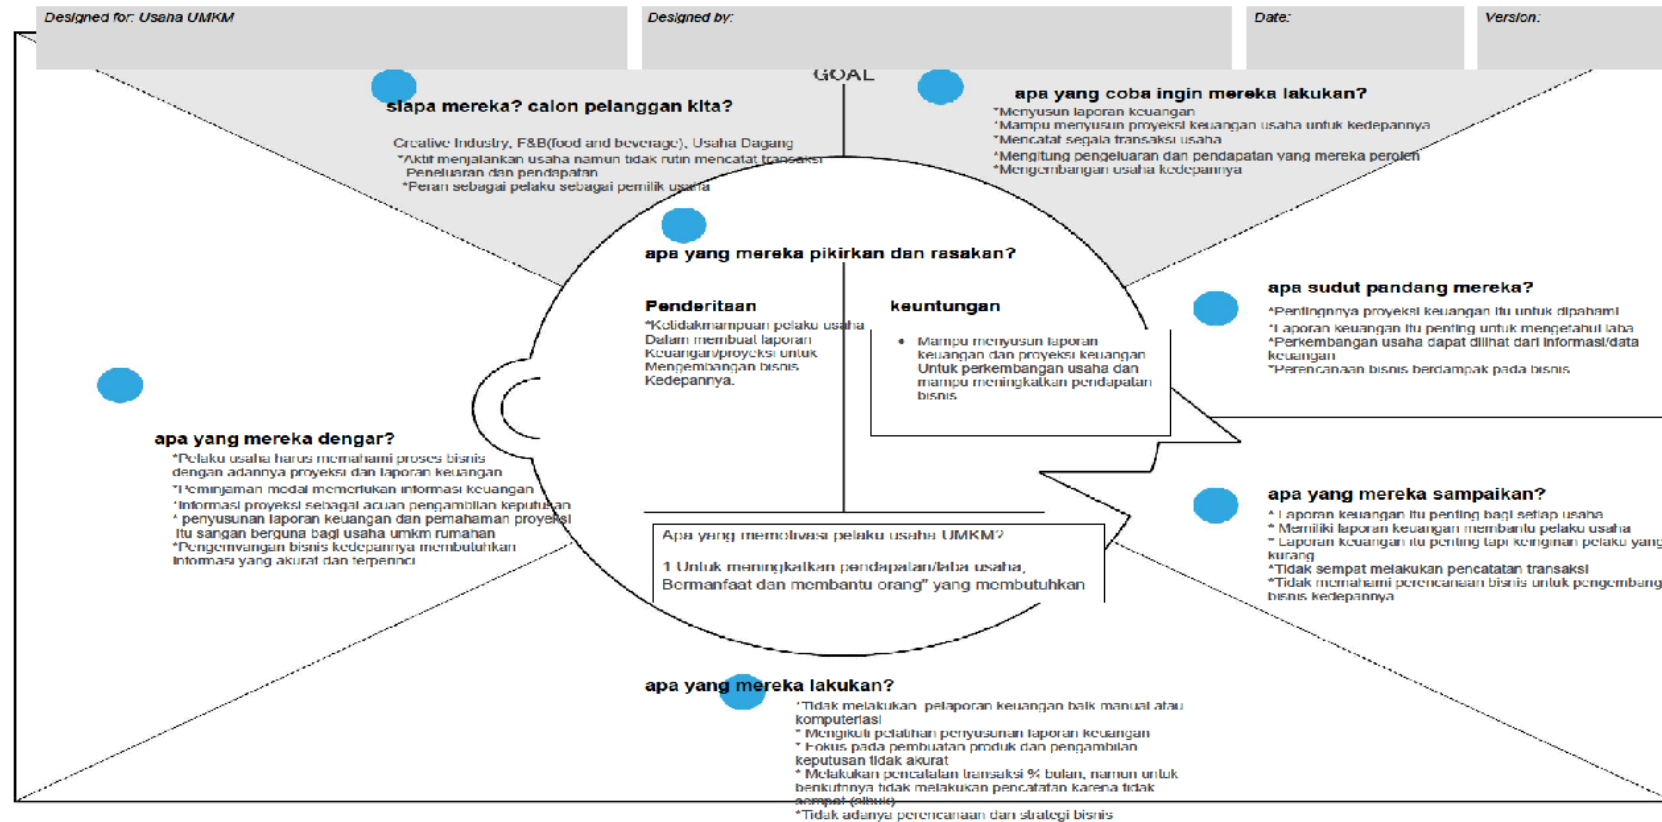 Designed for: Usaha UMKM
Designed by:
Date:
Version:
GOAL
siapa mereka? calon pelanggan kita?
Creative Industry, F&B(food and beverage), Usaha Dagang
*Aktif menjalankan usaha namun tidak rutin mencatat transaksi
Peneluaran dan pendapatan
*Peran sebagai pelaku sebagai pemilik usaha
apa yang coba ingin mereka lakukan?
*Menyusun laporan keuangan
*Mampu menyusun proyeksi keuangan usaha untuk kedepannya
*Mencatat segala transaksi usaha
*Mengitung pengeluaran dan pendapatan yang mereka peroleh
*Mengembangan usaha kedepannya
apa yang mereka pikirkan dan rasakan?
Penderitaan
*Ketidakmampuan pelaku usaha
Dalam membuat laporan
Keuangan/proyeksi untuk
Mengembangan bisnis
Kedepannya.
keuntungan
• Mampu menyusun laporan
keuangan dan proyeksi keuangan
Untuk perkembangan usaha dan
mampu meningkatkan pendapatan
bisnis
apa sudut pandang mereka?
*Pentingnnya proyeksi keuangan itu untuk dipahami
*Laporan keuangan itu penting untuk mengetahui laba
*Perkembangan usaha dapat dilihat dari informasi/data
keuangan
*Perencanaan bisnis berdampak pada bisnis
apa yang mereka dengar?
*Pelaku usaha harus memahami proses bisnis
dengan adannya proyeksi dan laporan keuangan
*Peminjaman modal memerlukan informasi keuangan
*Informasi proyeksi sebagai acuan pengambilan keputusan
* penyusunan laporan keuangan dan pemahaman proyeksi
Itu sangan berguna bagi usaha umkm rumahan
*Pengemvangan bisnis kedepannya membutuhkan
Informasi yang akurat dan terperinci
apa yang mereka sampaikan?
* Laporan keuangan itu penting bagi setiap usaha
* Memiliki laporan keuangan membantu pelaku usaha
* Laporan keuangan itu penting tapi keinginan pelaku yang
kurang
*Tidak sempat melakukan pencatatan transaksi
*Tidak memahami perencanaan bisnis untuk pengembang
bisnis kedepannya
Apa yang memotivasi pelaku usaha UMKM?
1 Untuk meningkatkan pendapatan/laba usaha,
Bermanfaat dan membantu orang" yang membutuhkan
apa yang mereka lakukan?
*Tidak melakukan pelaporan keuangan baik manual atau
komputeriasi
* Mengikuti pelatihan penyusunan laporan keuangan
* Fokus pada pembuatan produk dan pengambilan
keputusan tidak akurat
* Melakukan pencatatan transaksi % bulan, namun untuk
berikutnnya tidak melakukan pencatatan karena tidak
sempat (sibuk)
*Tidak adanya perencanaan dan strategi bisnis